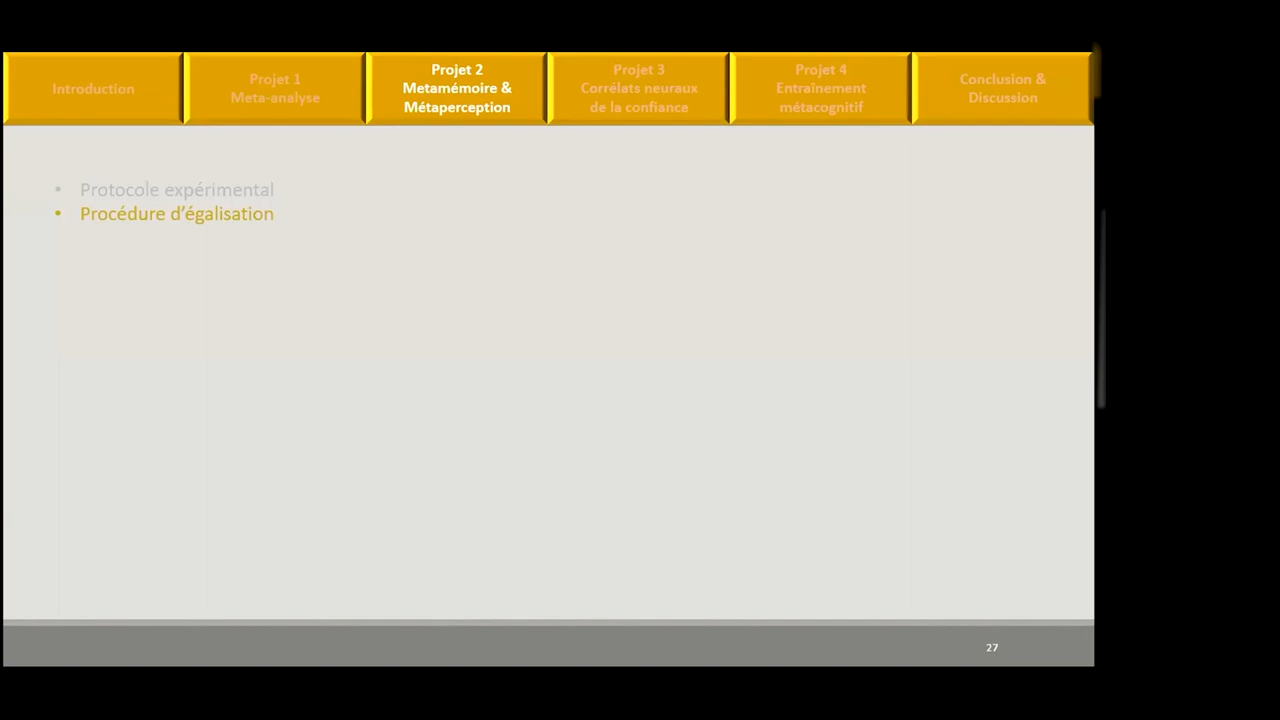 Introduction
Projet 1
Meta-analyse
Projet 2
Metamémoire &
Métaperception
Projet 3
Corrélats neuraux
de la confiance
Projet 4
Entraînement
métacognitif
Conclusion &
Discussion
• Protocole expérimental
• Procédure d’égalisation
27